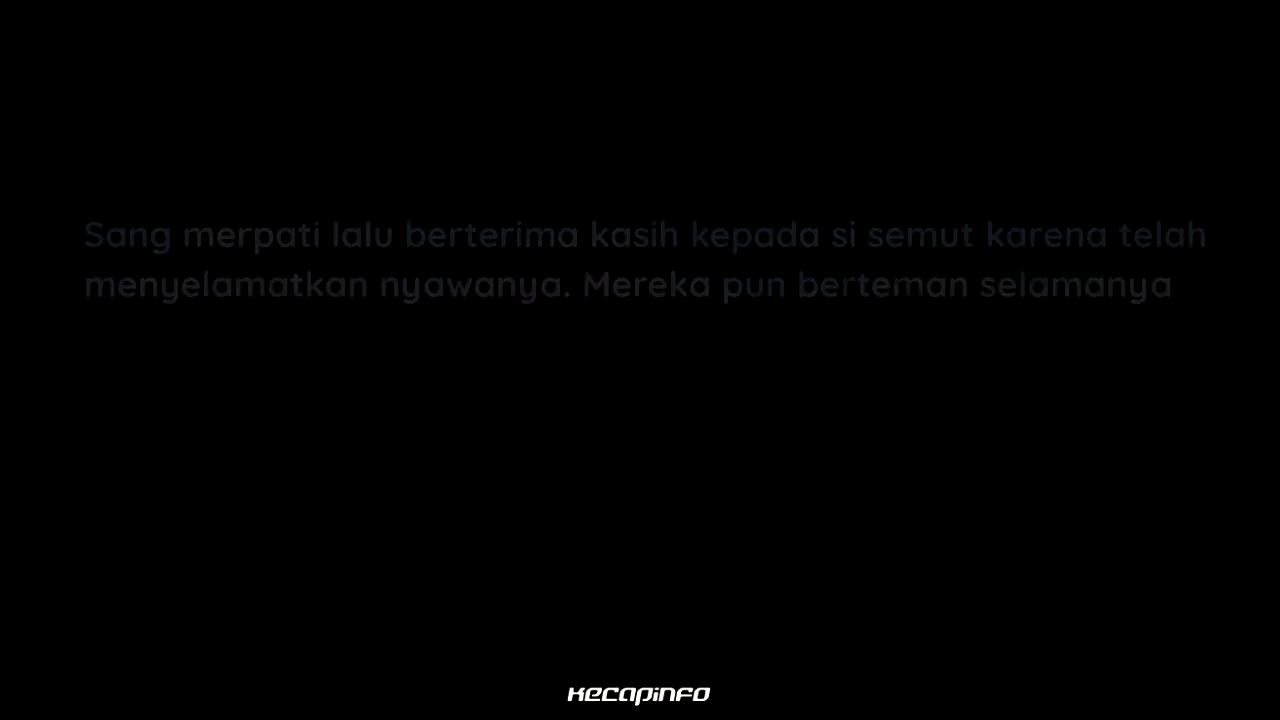 Sang merpati lalu berterima kasih kepada si semut karena telah
menyelamatkan nyawanya. Mereka pun berteman selamanya
KECAPINFO